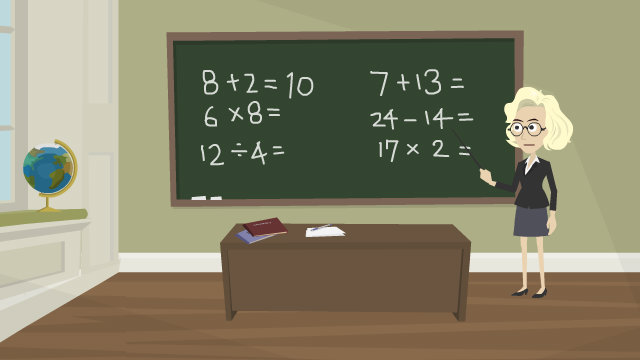 8 + 2 = 10
6 × 8 =
12 ÷ 4 =
7 + 13 =
24 - 14 =
17 × 2 =